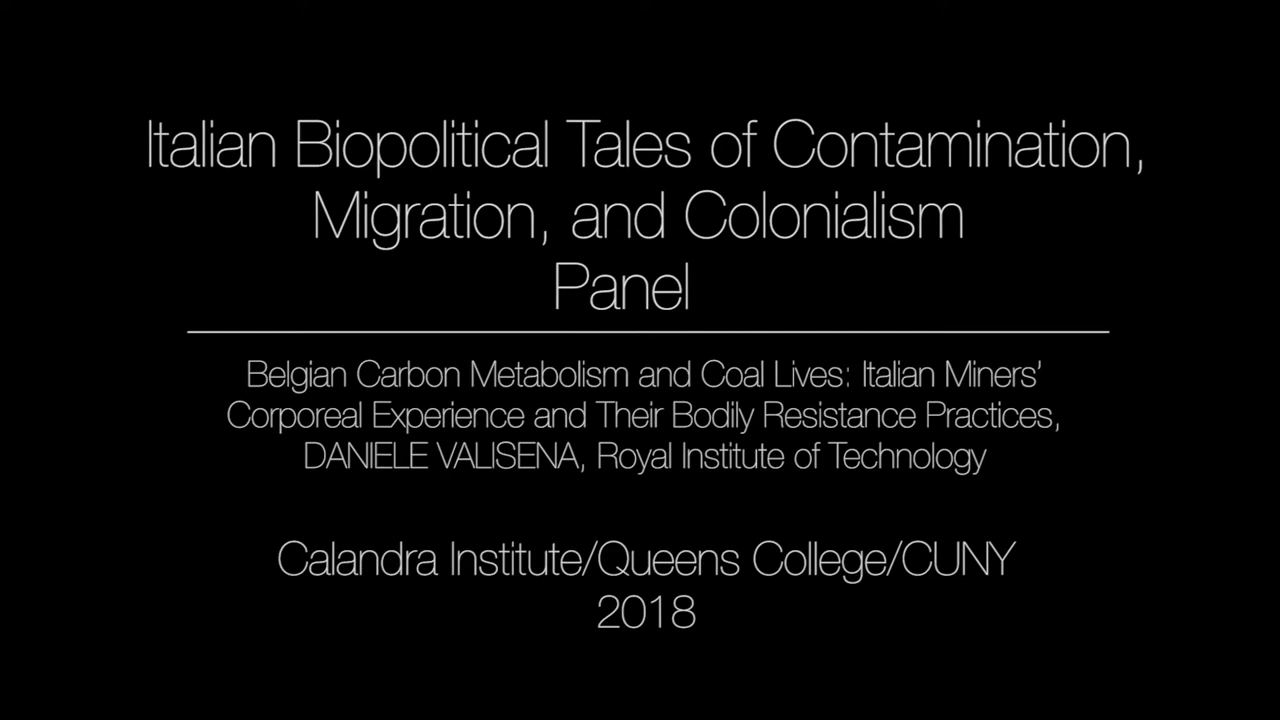 Italian Biopolitical Tales of Contamination,
Migration, and Colonialism
Panel
Belgian Carbon Metabolism and Coal Lives: Italian Miners’
Corporeal Experience and Their Bodily Resistance Practices,
DANIELE VALISENA, Royal Institute of Technology
Calandra Institute/Queens College/CUNY
2018